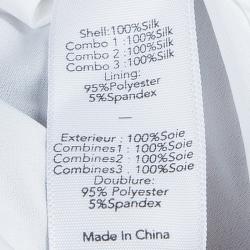 Shell:100%Silk
Combo 1 :100%Silk
Combo 2 :100%Silk
Combo 3 :100%Silk
Lining:
95%Polyester
5%Spandex
—
Exterieur :100%Soie
Combines1 :100%Soie
Combines2 :100%Soie
Combines3 :100%Soie
Doublure:
95% Polyester
5%Spandex
Made In China